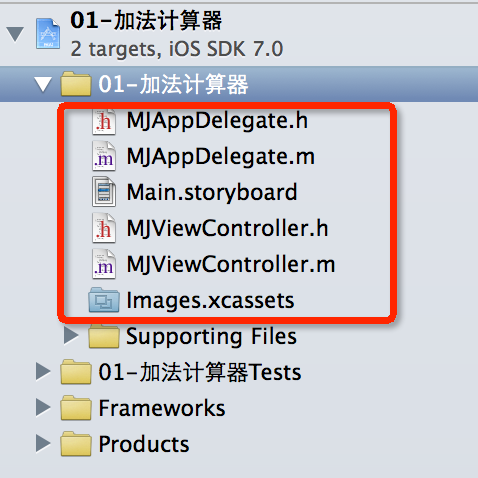 01-加法计算器
2 targets, iOS SDK 7.0
01-加法计算器
MJAppDelegate.h
MJAppDelegate.m
Main.storyboard
MJViewController.h
MJViewController.m
Images.xcassets
Supporting Files
01-加法计算器Tests
Frameworks
Products